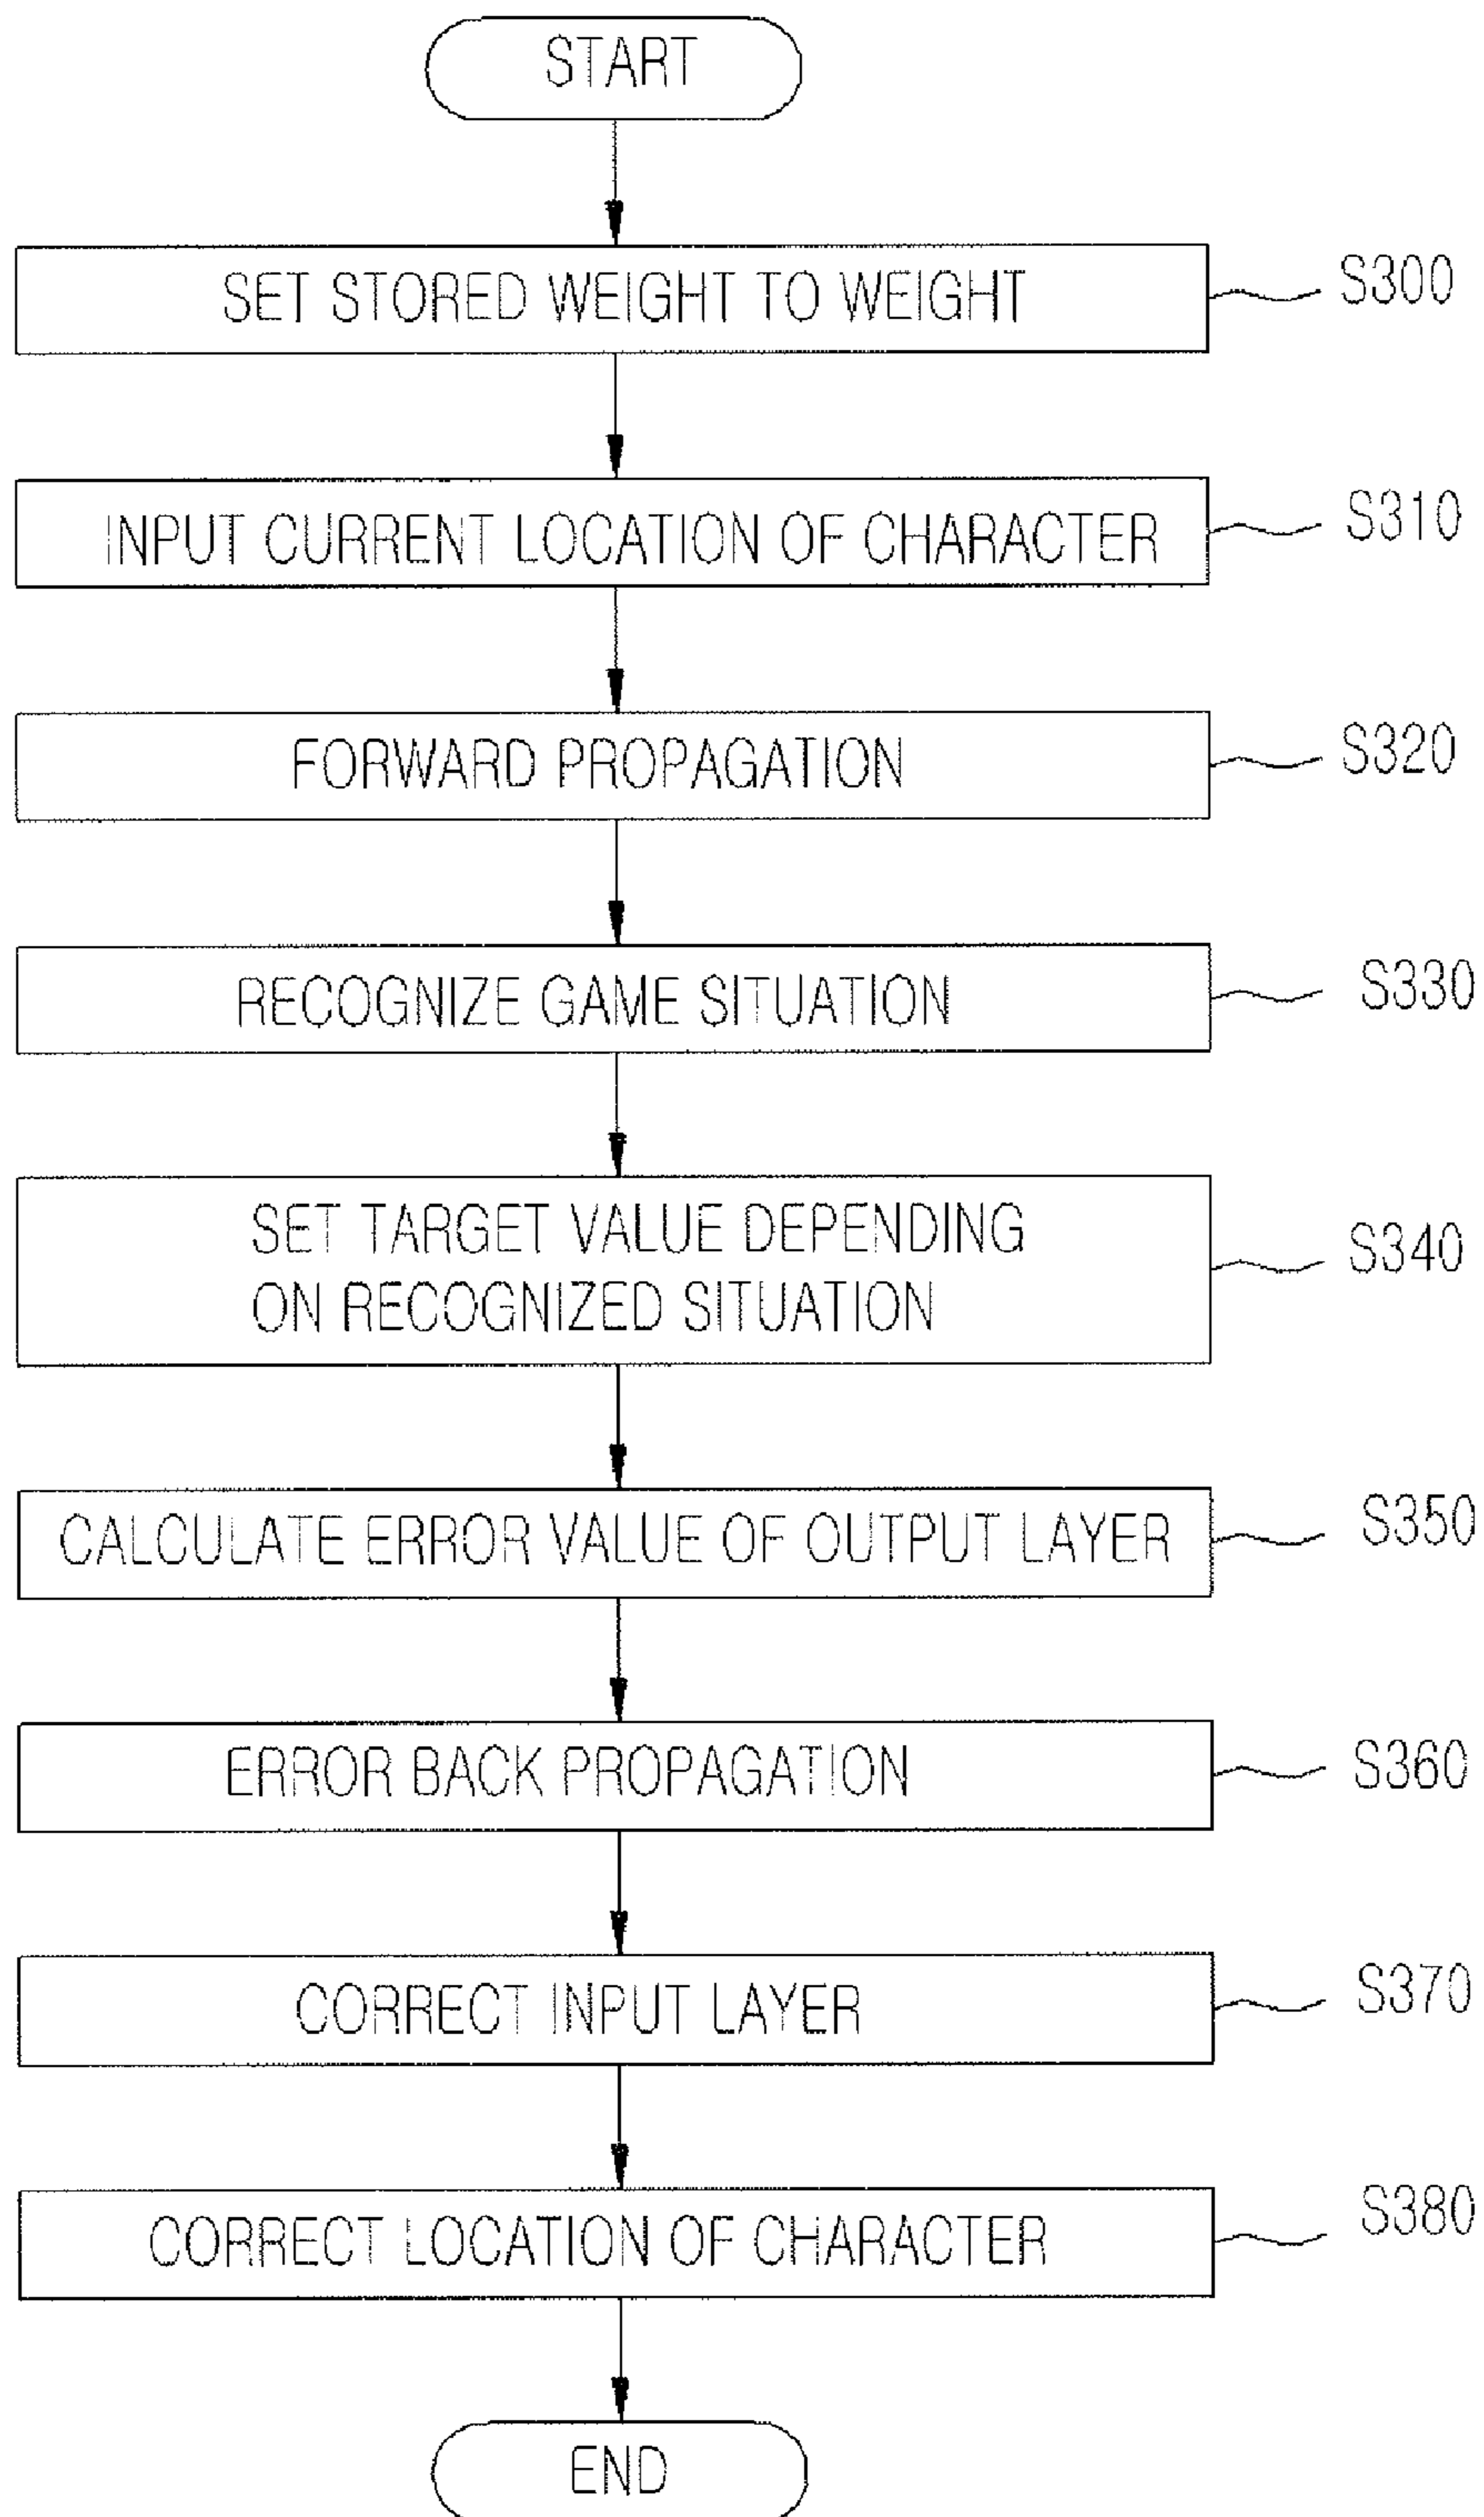 START
SET STORED WEIGHT TO WEIGHT
S300
INPUT CURRENT LOCATION OF CHARACTER
S310
FORWARD PROPAGATION
S320
RECOGNIZE GAME SITUATION
S330
SET TARGET VALUE DEPENDING
ON RECOGNIZED SITUATION
S340
CALCULATE ERROR VALUE OF OUTPUT LAYER
S350
ERROR BACK PROPAGATION
S360
CORRECT INPUT LAYER
S370
CORRECT LOCATION OF CHARACTER
S380
END